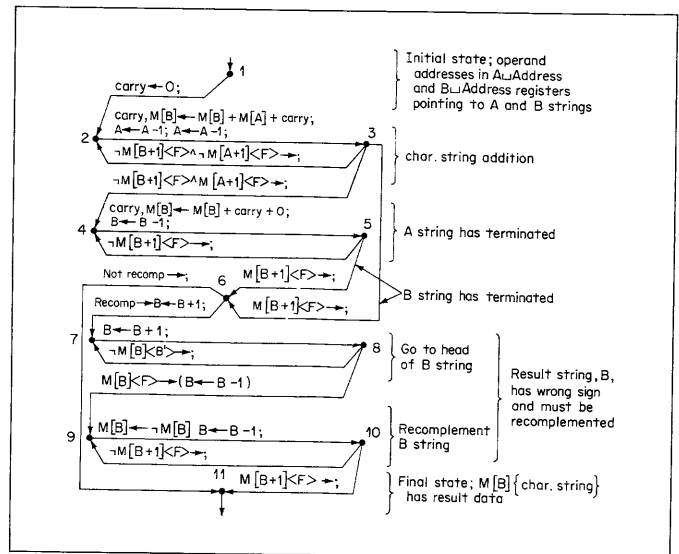 1
Initial state; operand
addresses in A␣Address
and B␣Address registers
pointing to A and B strings
carry←0;
carry, M[B]← M[B] + M[A] + carry;
A← A -1; A← A -1;
2
3
¬M[B+1]<F>∧¬M[A+1]<F>→;
char. string addition
¬M[B+1]<F>∧M[A+1]<F>→;
carry, M[B]← M[B] + carry + 0;
B← B -1;
4
5
¬M[B+1]<F>→;
A string has terminated
Not recomp→;
6
M[B+1]<F>→;
Recomp→B←B+1;
M[B+1]<F>→;
B string has terminated
B← B +1;
7
8
¬M[B]<B'>→;
Go to head
of B string
M[B]<F>→(B← B -1)
Result string, B,
has wrong sign
and must be
recomplemented
M[B]← ¬M[B] B← B -1;
9
10
¬M[B+1]<F>→;
Recomplement
B string
11
M[B+1]<F> →;
Final state; M[B]{char. string}
has result data